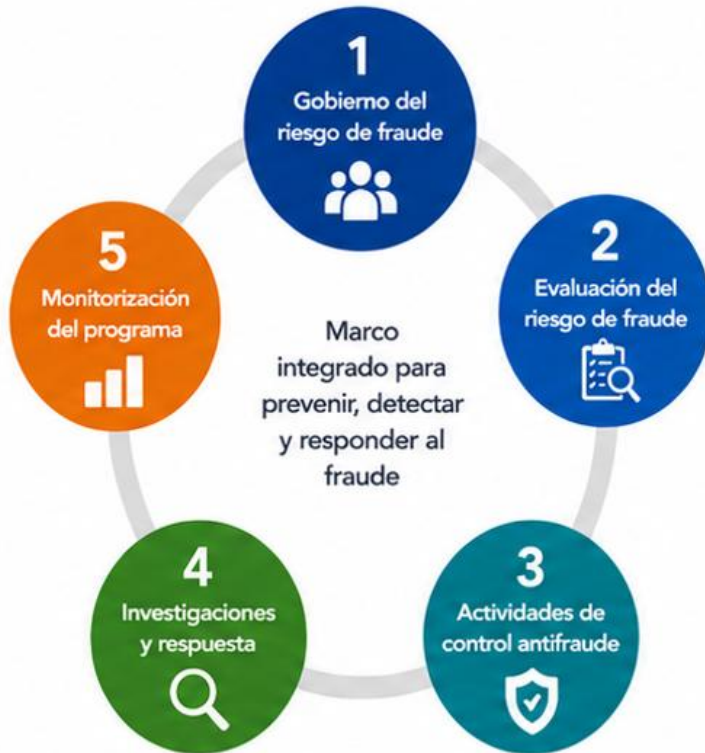 1
Gobierno del
riesgo de fraude
2
Evaluación del
riesgo de fraude
3
Actividades de
control antifraude
4
Investigaciones
y respuesta
5
Monitorización
del programa
Marco
integrado para
prevenir, detectar
y responder al
fraude